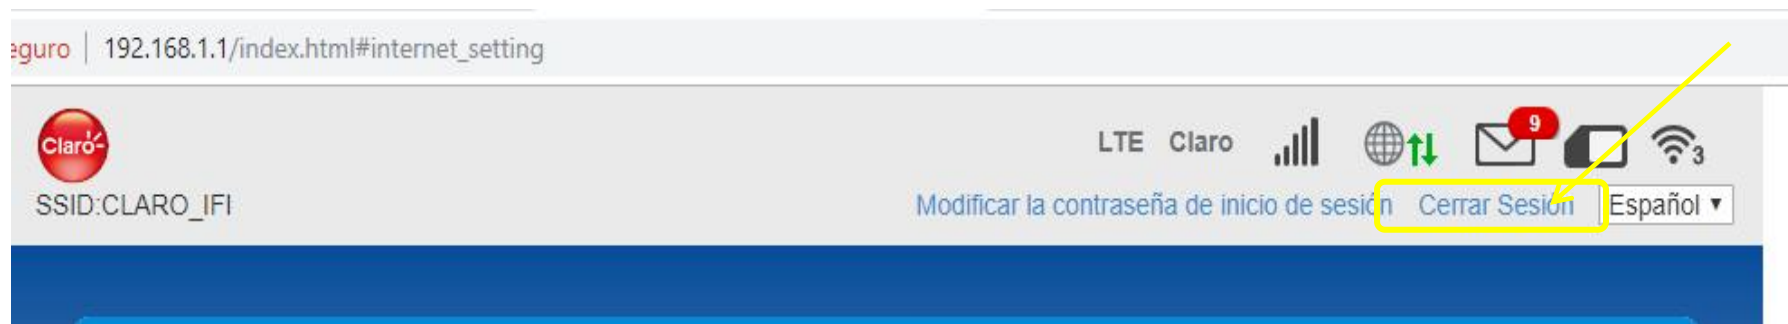 eguro | 192.168.1.1/index.html#internet_setting
Claro
LTE Claro 9 3
SSID:CLARO_IFI
Modificar la contraseña de inicio de sesión Cerrar Sesión Español